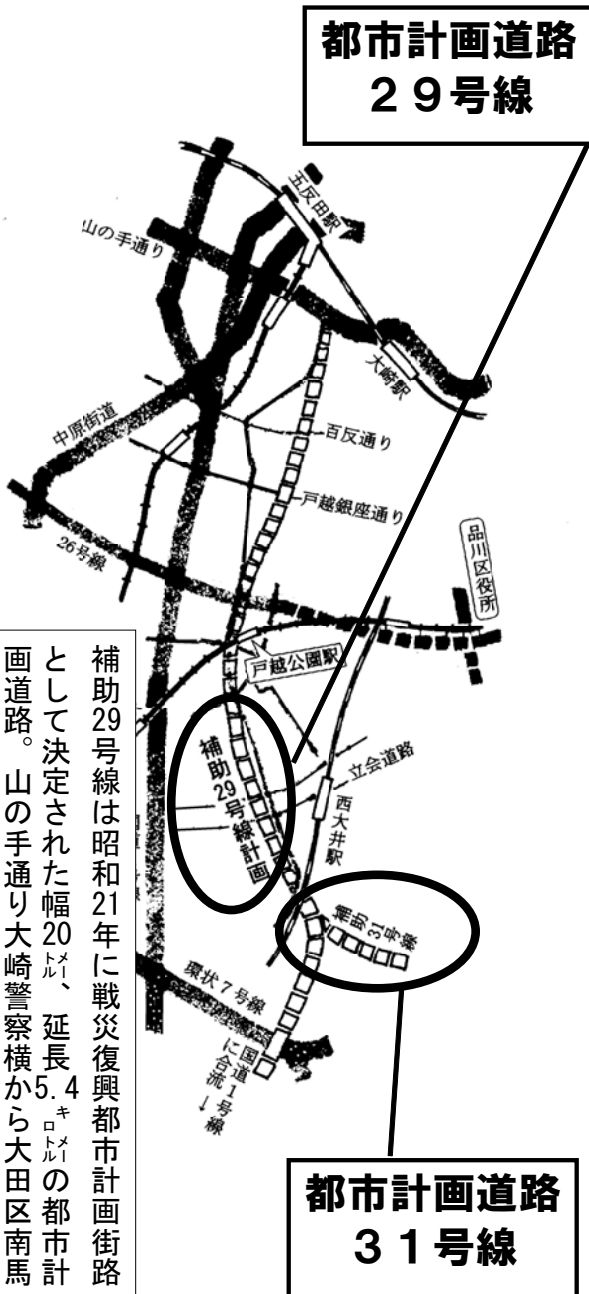 都市計画道路
２９号線
五反田駅
山の手通り
大崎駅
中原街道
百反通り
戸越銀座通り
26号線
品川区役所
戸越公園駅
補助29号線計画
立会道路
西大井駅
補助31号線
環状7号線
国道1号線
に合流→
補助29号線は昭和21年に戦災復興都市計画街路
として決定された幅20メートル、延長5.4キロメートルの都市計
画道路。山の手通り大崎警察横から大田区南馬
都市計画道路
３１号線